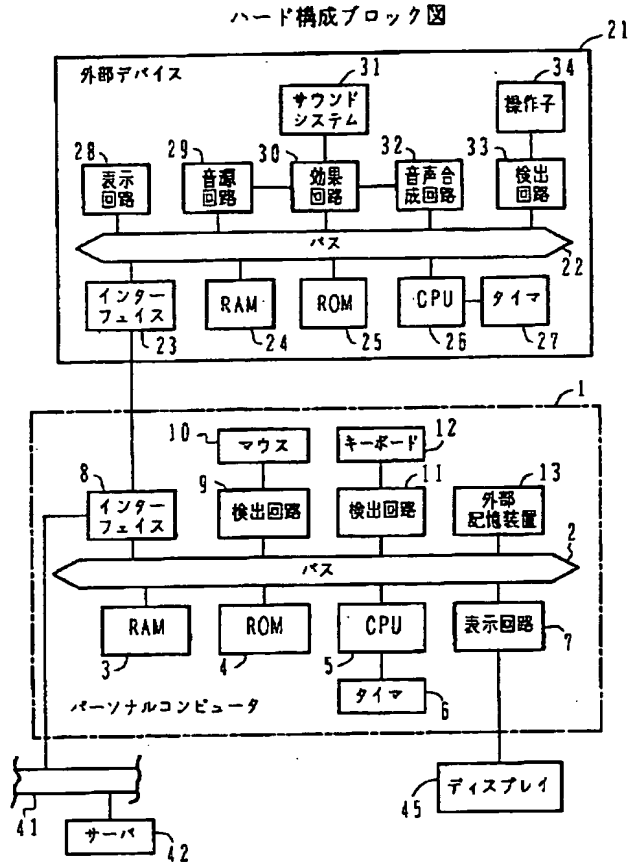 ハード構成ブロック図
21
外部デバイス
31
サウンド
システム
34
操作子
28
表示
回路
29
音源
回路
30
効果
回路
32
音声合
成回路
33
検出
回路
バス
22
インター
フェイス
23
RAM
24
ROM
25
CPU
26
タイマ
27
1
10
マウス
12
キーボード
8
インター
フェイス
9
検出回路
11
検出回路
13
外部
記憶装置
2
バス
RAM
3
ROM
4
CPU
5
表示回路
7
タイマ
6
パーソナルコンピュータ
41
サーバ
42
45
ディスプレイ